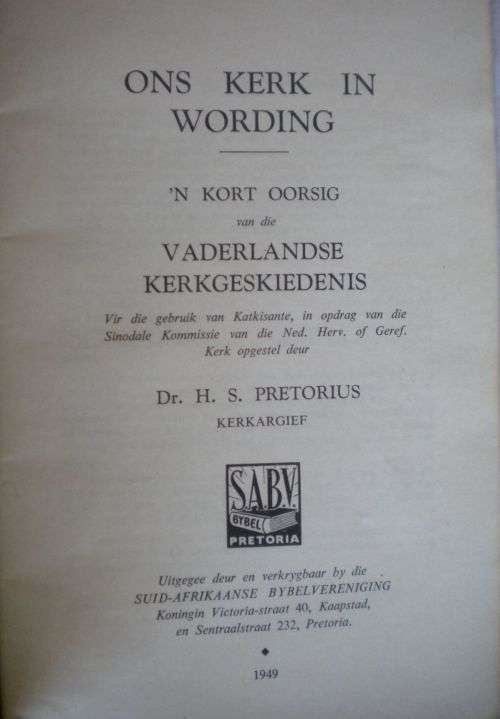 ONS KERK IN
WORDING
'N KORT OORSIG
van die
VADERLANDSE
KERKGESKIEDENIS
Vir die gebruik van Katkisante, in opdrag van die
Sinodale Kommissie van die Ned. Herv. of Geref.
Kerk opgestel deur
Dr. H. S. PRETORIUS
KERKARGIEF
S.A.B.V.
BYBEL
PRETORIA
Uitgegee deur en verkrygbaar by die
SUID-AFRIKAANSE BYBELVERENIGING
Koningin Victoria-straat 40, Kaapstad,
en Sentraalstraat 232, Pretoria.
1949